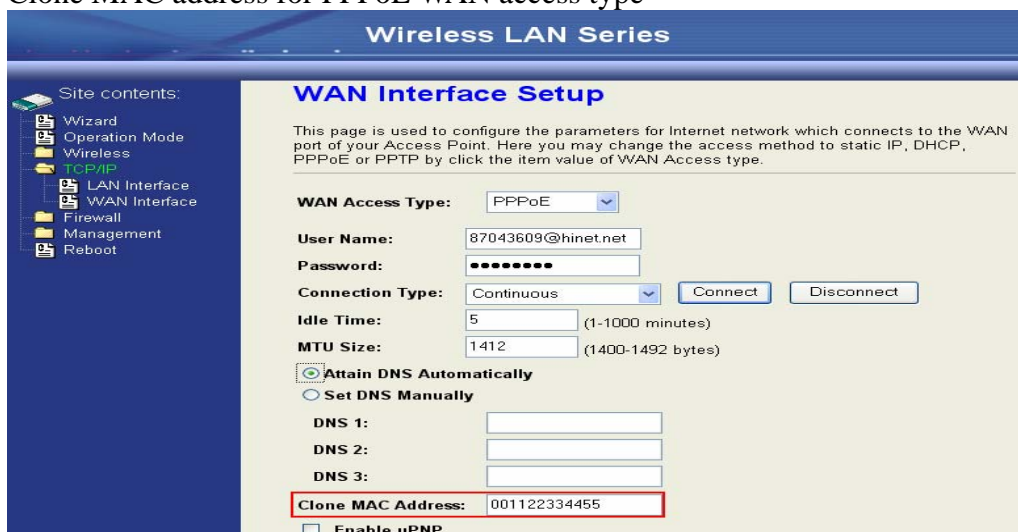 Clone MAC address for PPPoE WAN access type
Wireless LAN Series
Site contents:
Wizard
Operation Mode
Wireless
TCP/IP
LAN Interface
WAN Interface
Firewall
Management
Reboot
WAN Interface Setup
This page is used to configure the parameters for Internet network which connects to the WAN
port of your Access Point. Here you may change the access method to static IP, DHCP,
PPPoE or PPTP by click the item value of WAN Access type.
WAN Access Type: PPPoE
User Name: 87043609@hinet.net
Password: ●●●●●●●●
Connection Type: Continuous Connect Disconnect
Idle Time: 5 (1-1000 minutes)
MTU Size: 1412 (1400-1492 bytes)
Attain DNS Automatically
Set DNS Manually
DNS 1:
DNS 2:
DNS 3:
Clone MAC Address: 001122334455
Enable uPNP